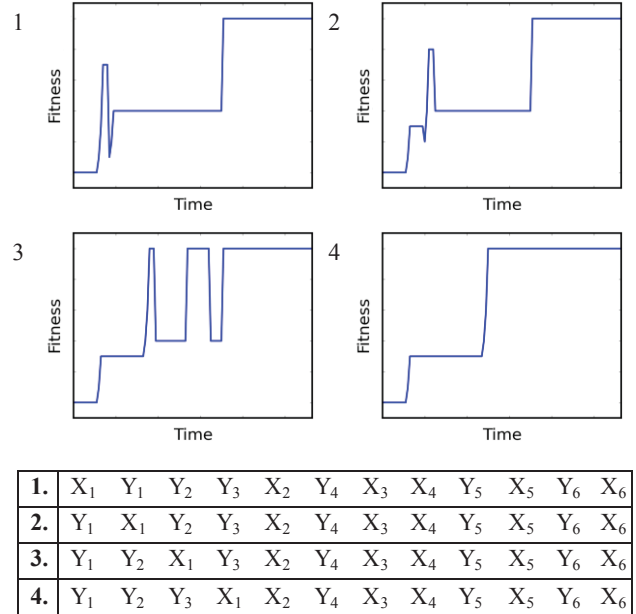 1
2
Fitness
Fitness
Time
Time
3
4
Fitness
Fitness
Time
Time
1. X₁ Y₁ Y₂ Y₃ X₂ Y₄ X₃ X₄ Y₅ X₅ Y₆ X₆
2. Y₁ X₁ Y₂ Y₃ X₂ Y₄ X₃ X₄ Y₅ X₅ Y₆ X₆
3. Y₁ Y₂ X₁ Y₃ X₂ Y₄ X₃ X₄ Y₅ X₅ Y₆ X₆
4. Y₁ Y₂ Y₃ X₁ X₂ Y₄ X₃ X₄ Y₅ X₅ Y₆ X₆